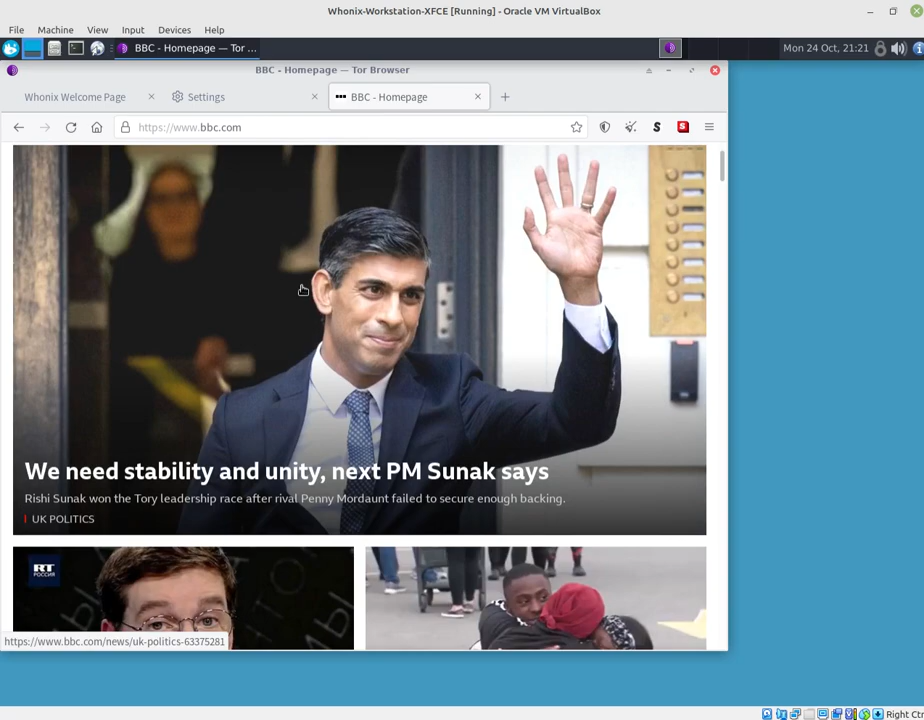 Whonix-Workstation-XFCE [Running] - Oracle VM VirtualBox
File Machine View Input Devices Help
BBC - Homepage — Tor ...
Mon 24 Oct, 21:21
BBC - Homepage — Tor Browser
Whonix Welcome Page
Settings
BBC - Homepage
https://www.bbc.com
S
S
We need stability and unity, next PM Sunak says
Rishi Sunak won the Tory leadership race after rival Penny Mordaunt failed to secure enough backing.
UK POLITICS
RT
РОССИЯ
https://www.bbc.com/news/uk-politics-63375281
Right Ctr